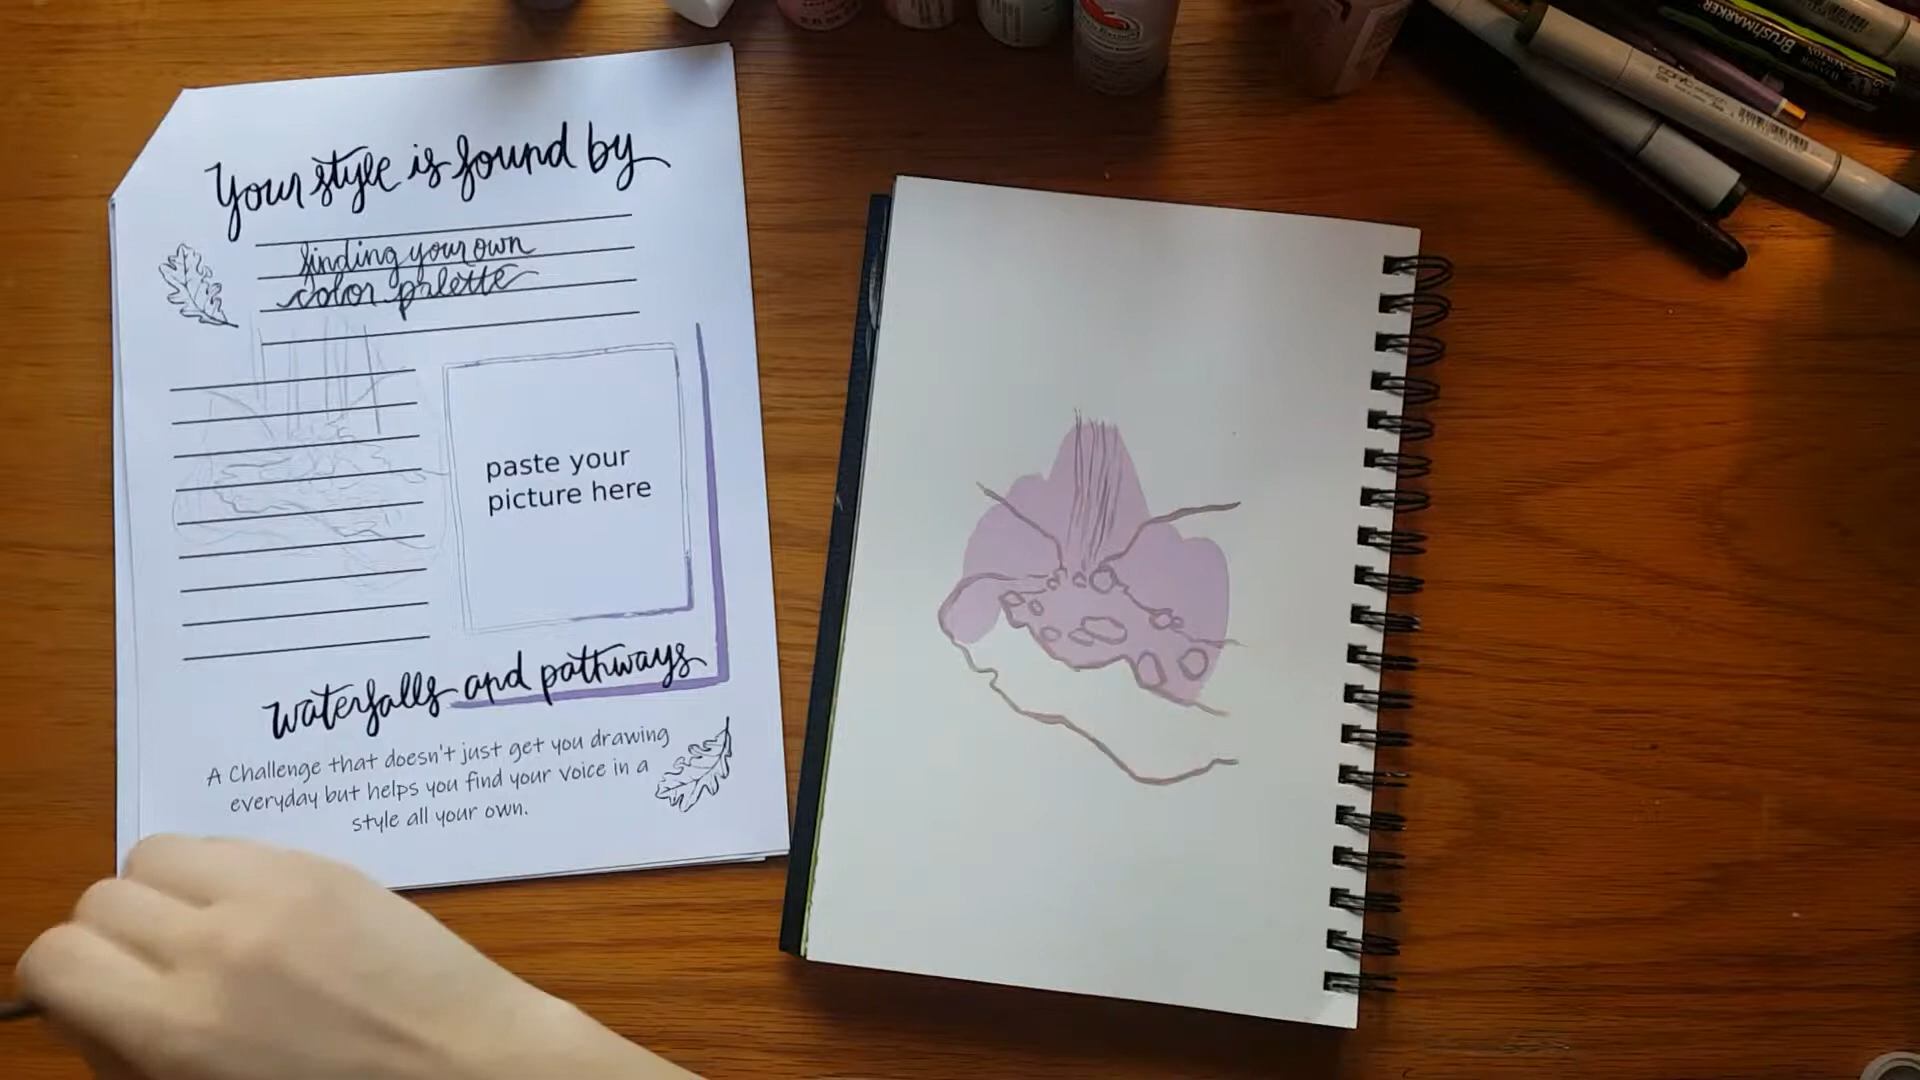 Your style is found by
finding your own
color palette
paste your
picture here
waterfalls and pathways
A Challenge that doesn't just get you drawing
everyday but helps you find your voice in a
style all your own.
BrushMARKER